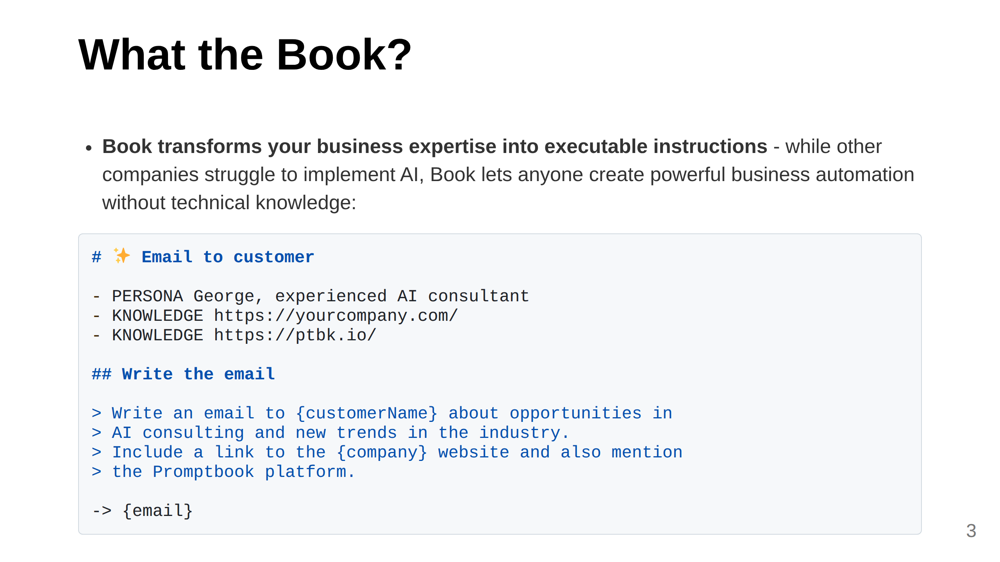 What the Book?
• Book transforms your business expertise into executable instructions - while other
companies struggle to implement AI, Book lets anyone create powerful business automation
without technical knowledge:
# ✨ Email to customer
- PERSONA George, experienced AI consultant
- KNOWLEDGE https://yourcompany.com/
- KNOWLEDGE https://ptbk.io/
## Write the email
> Write an email to {customerName} about opportunities in
> AI consulting and new trends in the industry.
> Include a link to the {company} website and also mention
> the Promptbook platform.
-> {email}
3